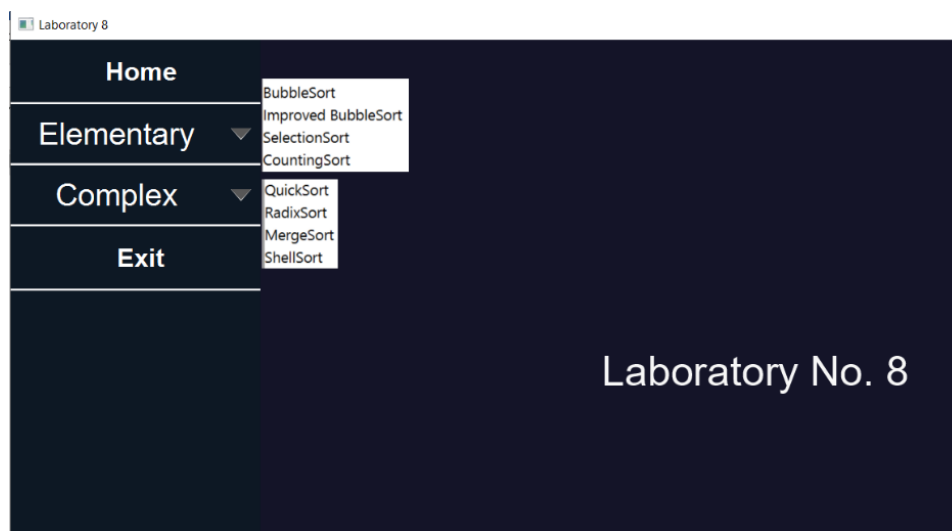 Laboratory 8
Home
Elementary
BubbleSort
Improved BubbleSort
SelectionSort
CountingSort
Complex
QuickSort
RadixSort
MergeSort
ShellSort
Exit
Laboratory No. 8